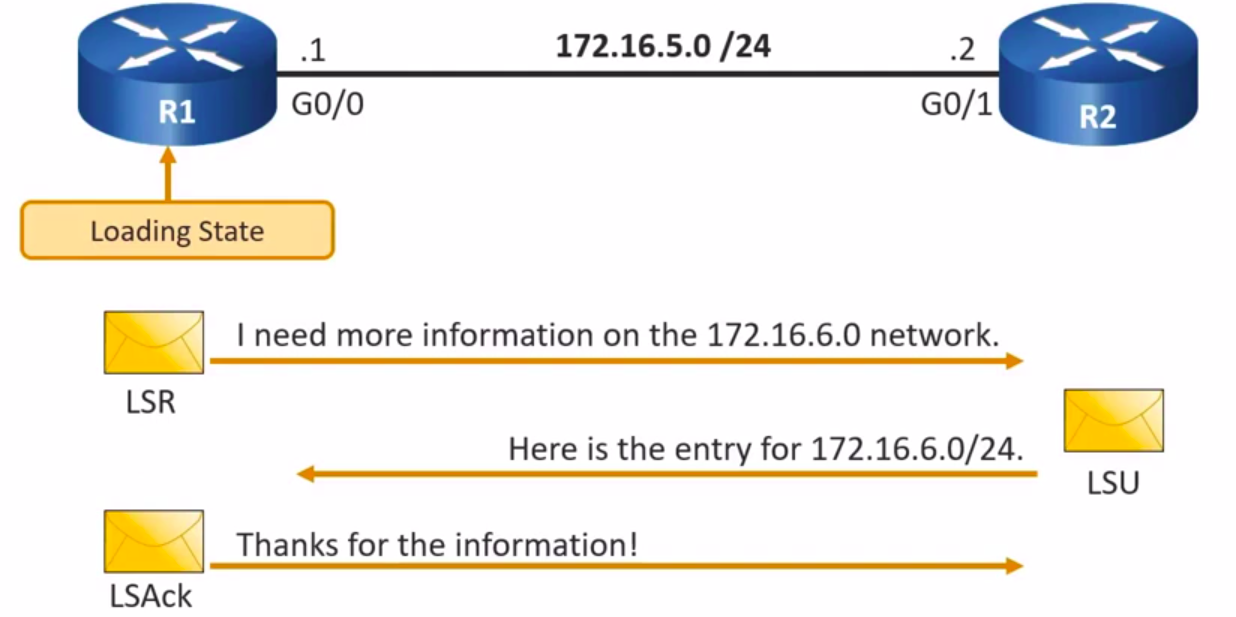 .1
172.16.5.0 /24
.2
R1
G0/0
G0/1
R2
Loading State
I need more information on the 172.16.6.0 network.
LSR
Here is the entry for 172.16.6.0/24.
LSU
Thanks for the information!
LSAck